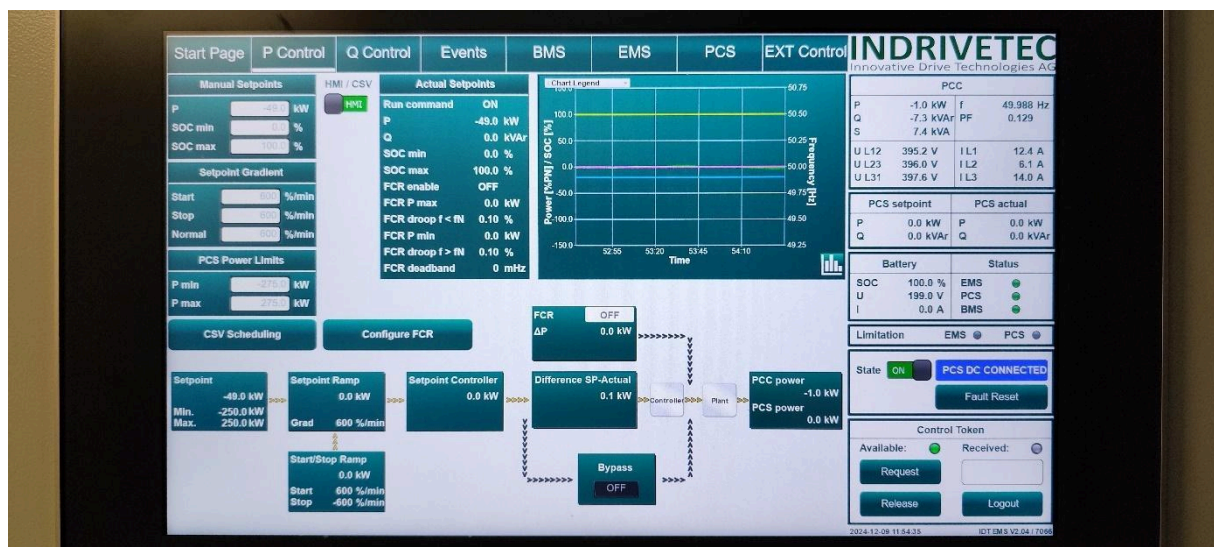 Start Page P Control Q Control Events BMS EMS PCS EXT Control
INDRIVETEC
Innovative Drive Technologies AG
Manual Setpoints
P -49.0 kW
SOC min 0.0 %
SOC max 100.0 %
HMI / CSV
HMI
Setpoint Gradient
Start 600 %/min
Stop 600 %/min
Normal 600 %/min
PCS Power Limits
P min -275.0 kW
P max 275.0 kW
CSV Scheduling
Configure FCR
Actual Setpoints
Run command ON
P -49.0 kW
Q 0.0 kVAr
SOC min 0.0 %
SOC max 100.0 %
FCR enable OFF
FCR P max 0.0 kW
FCR droop f < fN 0.10 %
FCR P min 0.0 kW
FCR droop f > fN 0.10 %
FCR deadband 0 mHz
Chart Legend
150.0
100.0
50.0
0.0
-50.0
-100.0
-150.0
Power [%PN] / SOC [%]
50.75
50.50
50.25
50.00
49.75
49.50
49.25
Frequency [Hz]
52:55 53:20 53:45 54:10
Time
PCC
P -1.0 kW f 49.988 Hz
Q -7.3 kVAr PF 0.129
S 7.4 kVA
U L12 395.2 V I L1 12.4 A
U L23 396.0 V I L2 6.1 A
U L31 397.6 V I L3 14.0 A
PCS setpoint PCS actual
P 0.0 kW P 0.0 kW
Q 0.0 kVAr Q 0.0 kVAr
Battery Status
SOC 100.0 % EMS
U 199.0 V PCS
I 0.0 A BMS
Limitation EMS PCS
State ON PCS DC CONNECTED
Fault Reset
Control Token
Available: Received:
Request
Release Logout
2024-12-09 11:54:35 IDT EMS V2.04 / 7066
FCR OFF
ΔP 0.0 kW
Setpoint
-49.0 kW
Min. -250.0 kW
Max. 250.0 kW
Setpoint Ramp
0.0 kW
Grad 600 %/min
Setpoint Controller
0.0 kW
Difference SP-Actual
0.1 kW
Controller
Plant
PCC power
-1.0 kW
PCS power
0.0 kW
Start/Stop Ramp
0.0 kW
Start 600 %/min
Stop -600 %/min
Bypass
OFF